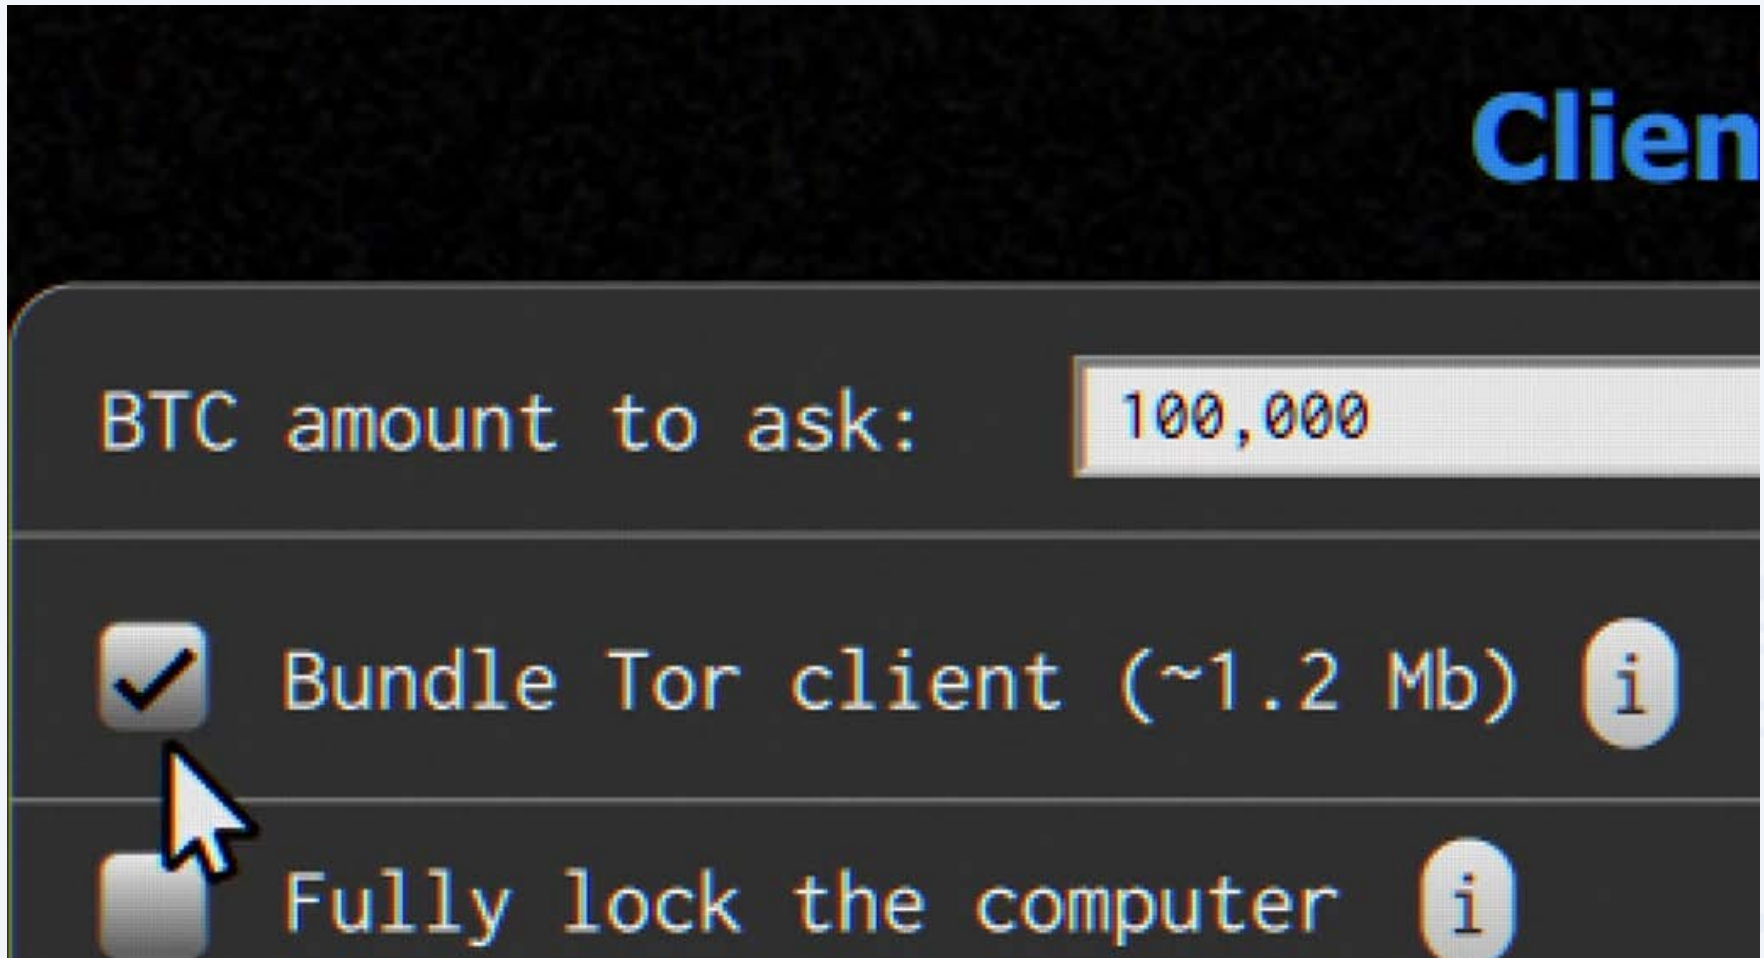 Clien
BTC amount to ask: 100,000
Bundle Tor client (~1.2 Mb) i
Fully lock the computer i